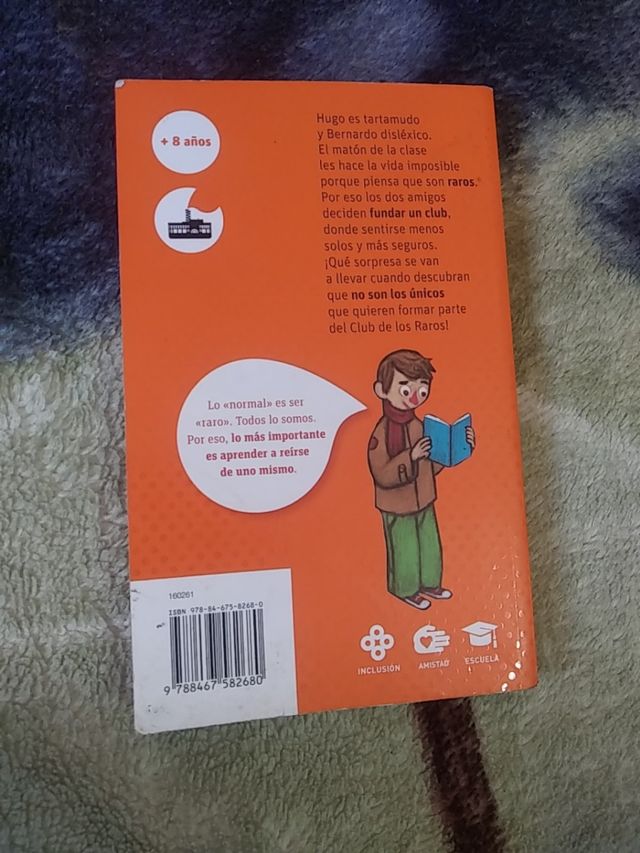 + 8 años
Hugo es tartamudo
y Bernardo disléxico.
El matón de la clase
les hace la vida imposible
porque piensa que son raros.
Por eso los dos amigos
deciden fundar un club,
donde sentirse menos
solos y más seguros.
¡Qué sorpresa se van
a llevar cuando descubran
que no son los únicos
que quieren formar parte
del Club de los Raros!
Lo «normal» es ser
«raro». Todos lo somos.
Por eso, lo más importante
es aprender a reírse
de uno mismo.
160261
ISBN 978-84-675-8268-0
9 788467 582680
INCLUSIÓN
AMISTAD
ESCUELA